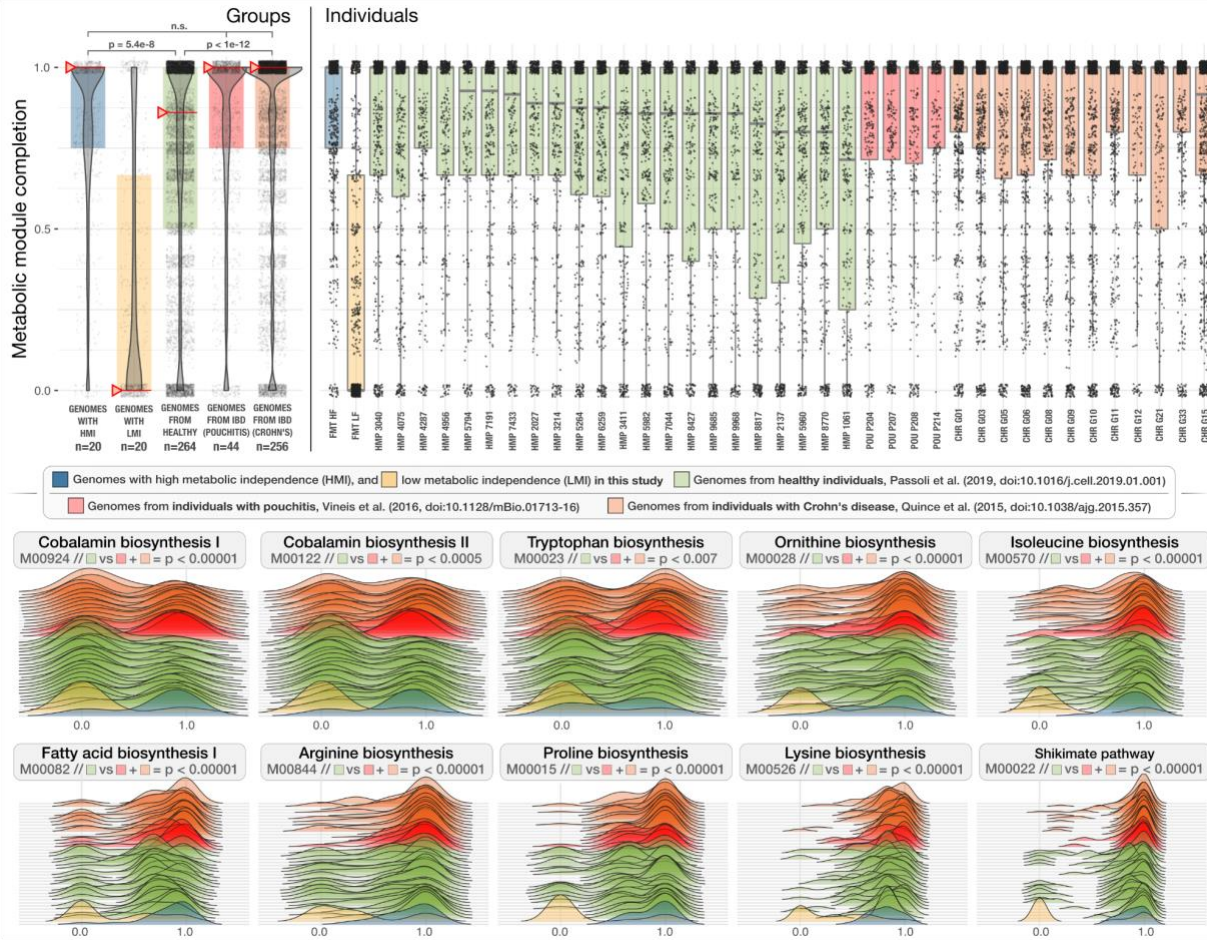 Groups
Individuals
n.s.
p = 5.4e-8
p < 1e-12
Metabolic module completion
1.0
0.5
0.0
GENOMES WITH HMI n=20
GENOMES WITH LMI n=20
GENOMES FROM HEALTHY n=264
GENOMES FROM IBD (POUCHITIS) n=44
GENOMES FROM IBD (CROHN'S) n=256
FMT HF
FMT LF
HMP 3040
HMP 4075
HMP 4287
HMP 4956
HMP 5794
HMP 7191
HMP 7433
HMP 2027
HMP 3214
HMP 5264
HMP 6259
HMP 3411
HMP 5982
HMP 7044
HMP 8427
HMP 9685
HMP 9968
HMP 8817
HMP 2137
HMP 5960
HMP 8770
HMP 1061
POU P204
POU P207
POU P208
POU P214
CHR G01
CHR G03
CHR G05
CHR G06
CHR G08
CHR G09
CHR G10
CHR G11
CHR G12
CHR G21
CHR G33
CHR G15
Genomes with high metabolic independence (HMI), and low metabolic independence (LMI) in this study Genomes from healthy individuals, Passoli et al. (2019, doi:10.1016/j.cell.2019.01.001)
Genomes from individuals with pouchitis, Vineis et al. (2016, doi:10.1128/mBio.01713-16) Genomes from individuals with Crohn's disease, Quince et al. (2015, doi:10.1038/ajg.2015.357)
Cobalamin biosynthesis I
M00924 // vs + = p < 0.00001
0.0 1.0
Cobalamin biosynthesis II
M00122 // vs + = p < 0.0005
0.0 1.0
Tryptophan biosynthesis
M00023 // vs + = p < 0.007
0.0 1.0
Ornithine biosynthesis
M00028 // vs + = p < 0.00001
0.0 1.0
Isoleucine biosynthesis
M00570 // vs + = p < 0.00001
0.0 1.0
Fatty acid biosynthesis I
M00082 // vs + = p < 0.00001
0.0 1.0
Arginine biosynthesis
M00844 // vs + = p < 0.00001
0.0 1.0
Proline biosynthesis
M00015 // vs + = p < 0.00001
0.0 1.0
Lysine biosynthesis
M00526 // vs + = p < 0.00001
0.0 1.0
Shikimate pathway
M00022 // vs + = p < 0.00001
0.0 1.0